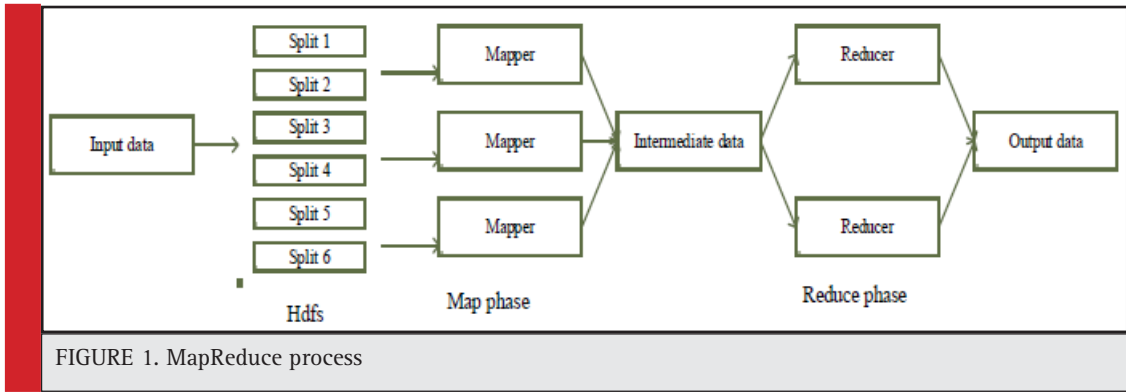 Input data
Split 1
Split 2
Split 3
Split 4
Split 5
Split 6
Hdfs
Mapper
Mapper
Mapper
Map phase
Intermediate data
Reducer
Reducer
Reduce phase
Output data
FIGURE 1. MapReduce process